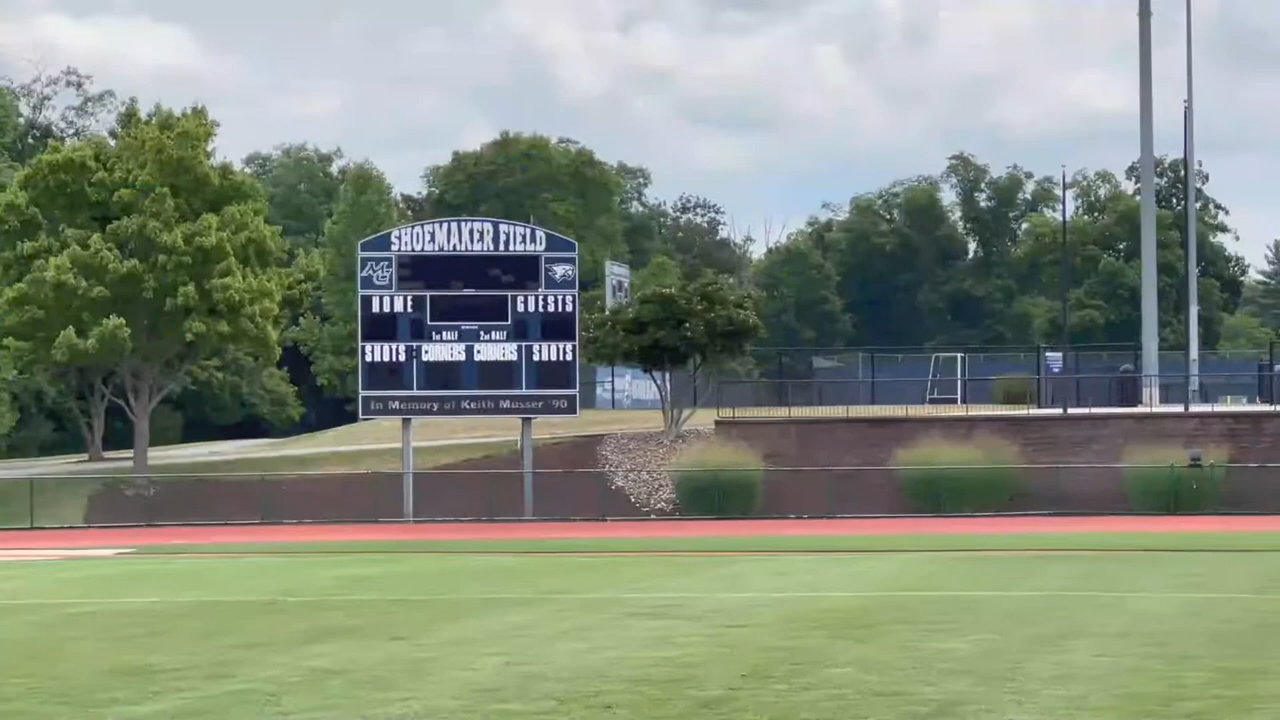 SHOEMAKER FIELD
MC
HOME GUESTS
1st HALF 2nd HALF
SHOTS CORNERS CORNERS SHOTS
In Memory of Keith Musser '90